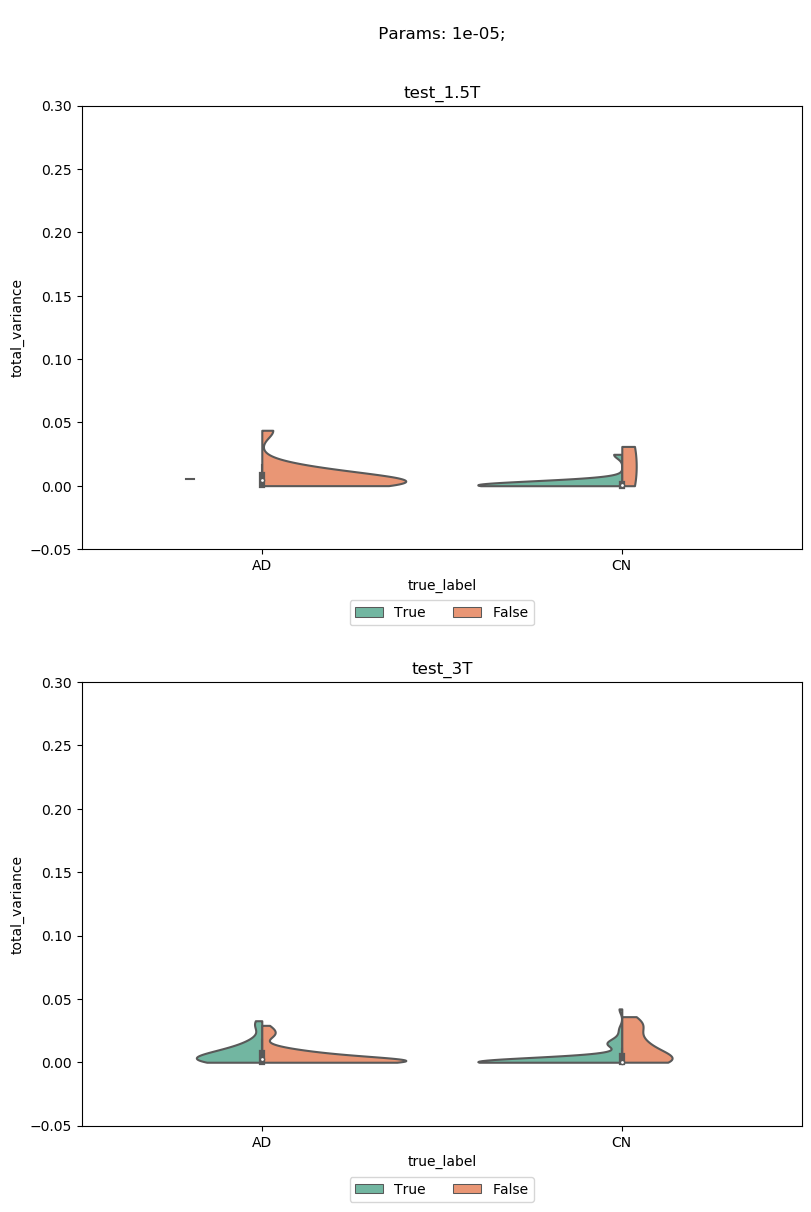 Params: 1e-05;
test_1.5T
0.30
0.25
0.20
0.15
0.10
0.05
0.00
−0.05
total_variance
AD CN
true_label
True False
test_3T
0.30
0.25
0.20
0.15
0.10
0.05
0.00
−0.05
total_variance
AD CN
true_label
True False